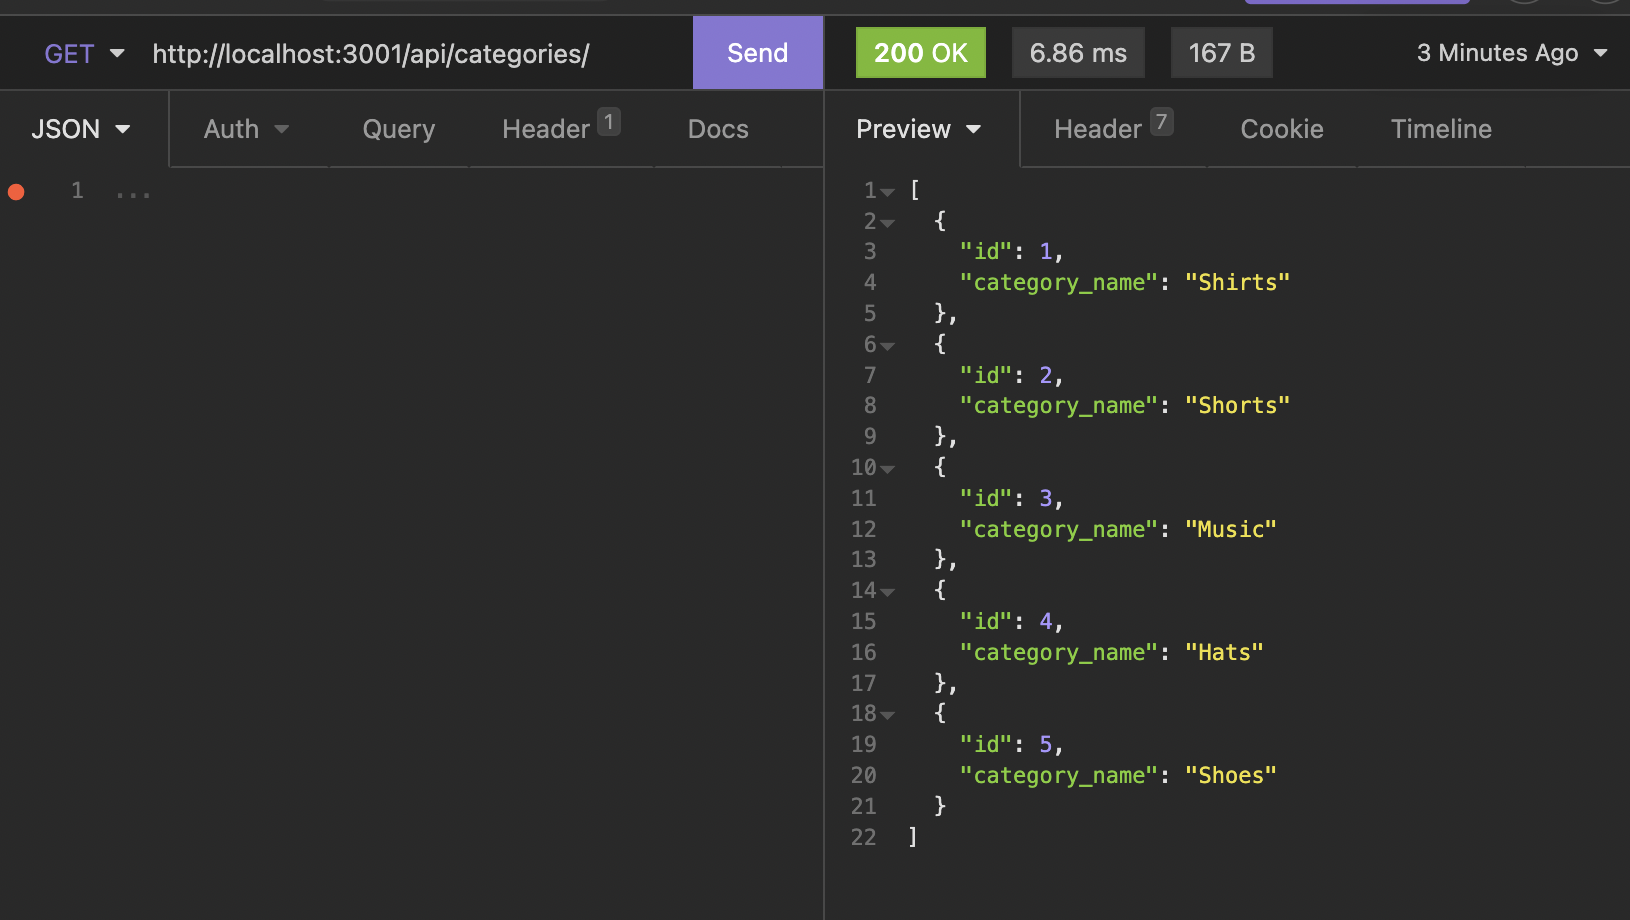 GET http://localhost:3001/api/categories/ Send
200 OK 6.86 ms 167 B 3 Minutes Ago
JSON Auth Query Header 1 Docs
Preview Header 7 Cookie Timeline
1 ...
1 [
2 {
3 "id": 1,
4 "category_name": "Shirts"
5 },
6 {
7 "id": 2,
8 "category_name": "Shorts"
9 },
10 {
11 "id": 3,
12 "category_name": "Music"
13 },
14 {
15 "id": 4,
16 "category_name": "Hats"
17 },
18 {
19 "id": 5,
20 "category_name": "Shoes"
21 }
22 ]